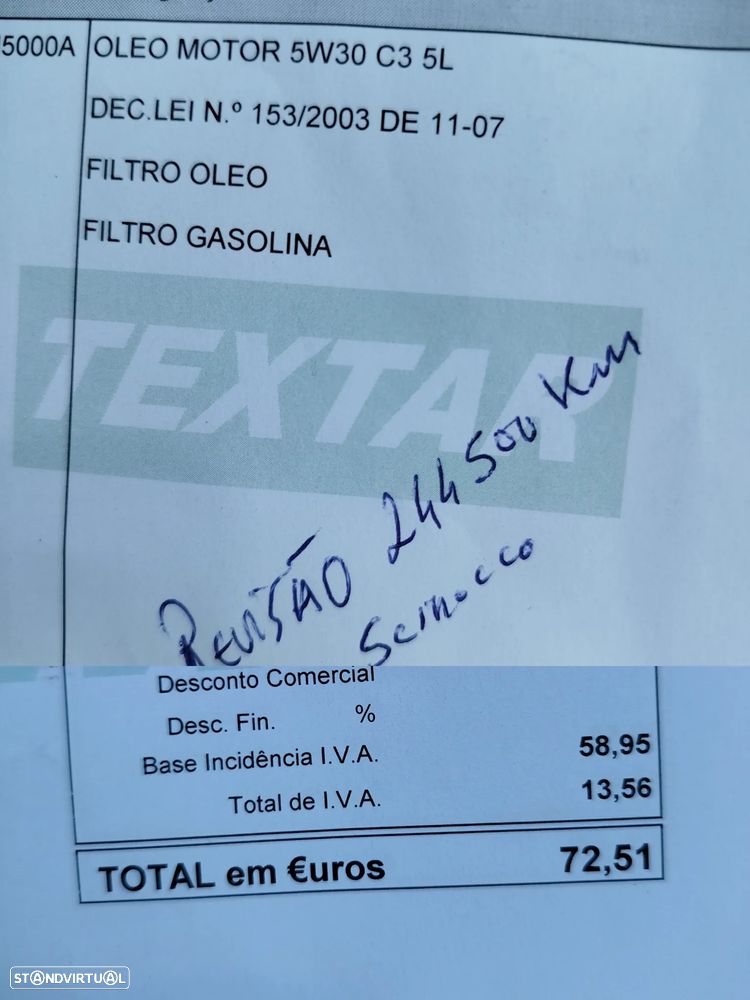 5000A OLEO MOTOR 5W30 C3 5L
DEC.LEI N.º 153/2003 DE 11-07
FILTRO OLEO
FILTRO GASOLINA
TEXTAR
REVISÃO 244500 Km
Scirocco
Desconto Comercial
Desc. Fin. %
Base Incidência I.V.A. 58,95
Total de I.V.A. 13,56
TOTAL em €uros 72,51
STANDVIRTUAL